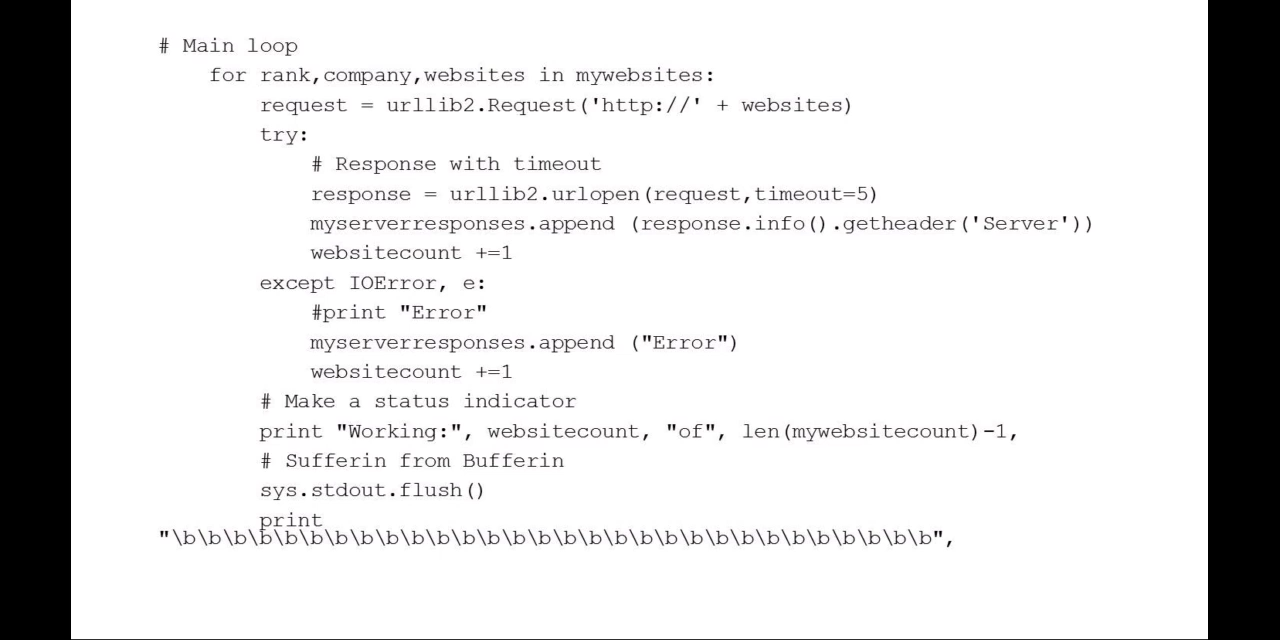 # Main loop
    for rank,company,websites in mywebsites:
        request = urllib2.Request('http://' + websites)
        try:
            # Response with timeout
            response = urllib2.urlopen(request,timeout=5)
            myserverresponses.append (response.info().getheader('Server'))
            websitecount +=1
        except IOError, e:
            #print "Error"
            myserverresponses.append ("Error")
            websitecount +=1
        # Make a status indicator
        print "Working:", websitecount, "of", len(mywebsitecount)-1,
        # Sufferin from Bufferin
        sys.stdout.flush()
        print
"\b\b\b\b\b\b\b\b\b\b\b\b\b\b\b\b\b\b\b\b\b\b\b\b\b\b\b\b\b\b",